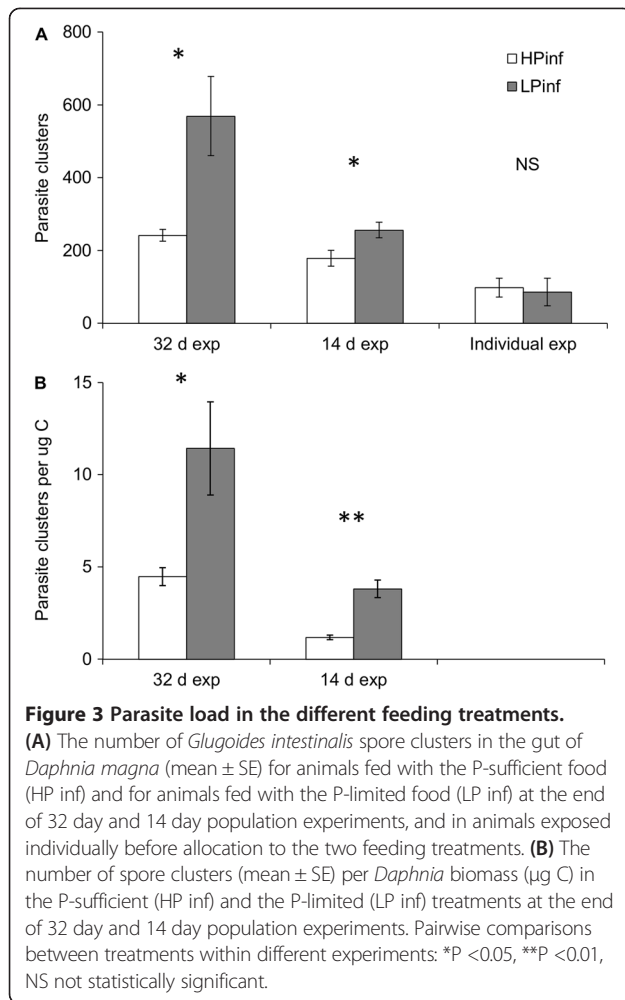 A
800
600
400
200
0
Parasite clusters
HPinf
LPinf
*
*
NS
32 d exp
14 d exp
Individual exp
B
15
10
5
0
Parasite clusters per ug C
*
**
32 d exp
14 d exp
Figure 3 Parasite load in the different feeding treatments.
(A) The number of Glugoides intestinalis spore clusters in the gut of
Daphnia magna (mean ± SE) for animals fed with the P-sufficient food
(HP inf) and for animals fed with the P-limited food (LP inf) at the end
of 32 day and 14 day population experiments, and in animals exposed
individually before allocation to the two feeding treatments. (B) The
number of spore clusters (mean ± SE) per Daphnia biomass (μg C) in
the P-sufficient (HP inf) and the P-limited (LP inf) treatments at the end
of 32 day and 14 day population experiments. Pairwise comparisons
between treatments within different experiments: *P <0.05, **P <0.01,
NS not statistically significant.